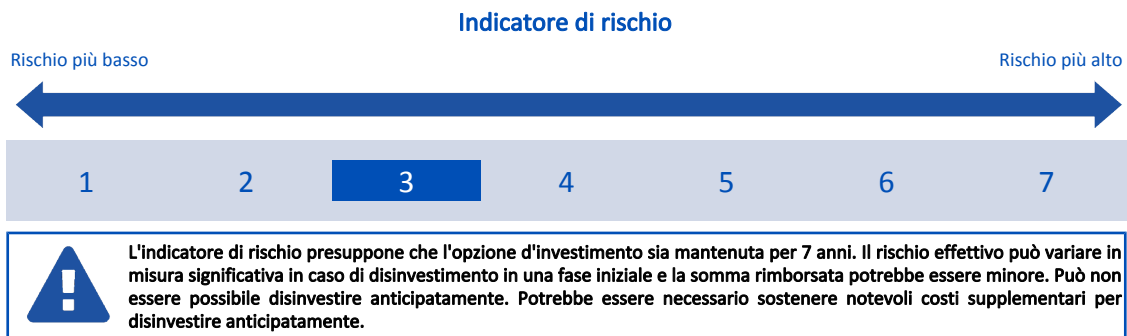 Indicatore di rischio
Rischio più basso
Rischio più alto
1 2 3 4 5 6 7
L'indicatore di rischio presuppone che l'opzione d'investimento sia mantenuta per 7 anni. Il rischio effettivo può variare in
misura significativa in caso di disinvestimento in una fase iniziale e la somma rimborsata potrebbe essere minore. Può non
essere possibile disinvestire anticipatamente. Potrebbe essere necessario sostenere notevoli costi supplementari per
disinvestire anticipatamente.